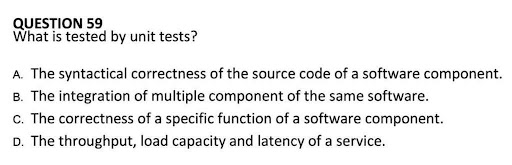 QUESTION 59
What is tested by unit tests?
A. The syntactical correctness of the source code of a software component.
B. The integration of multiple component of the same software.
C. The correctness of a specific function of a software component.
D. The throughput, load capacity and latency of a service.